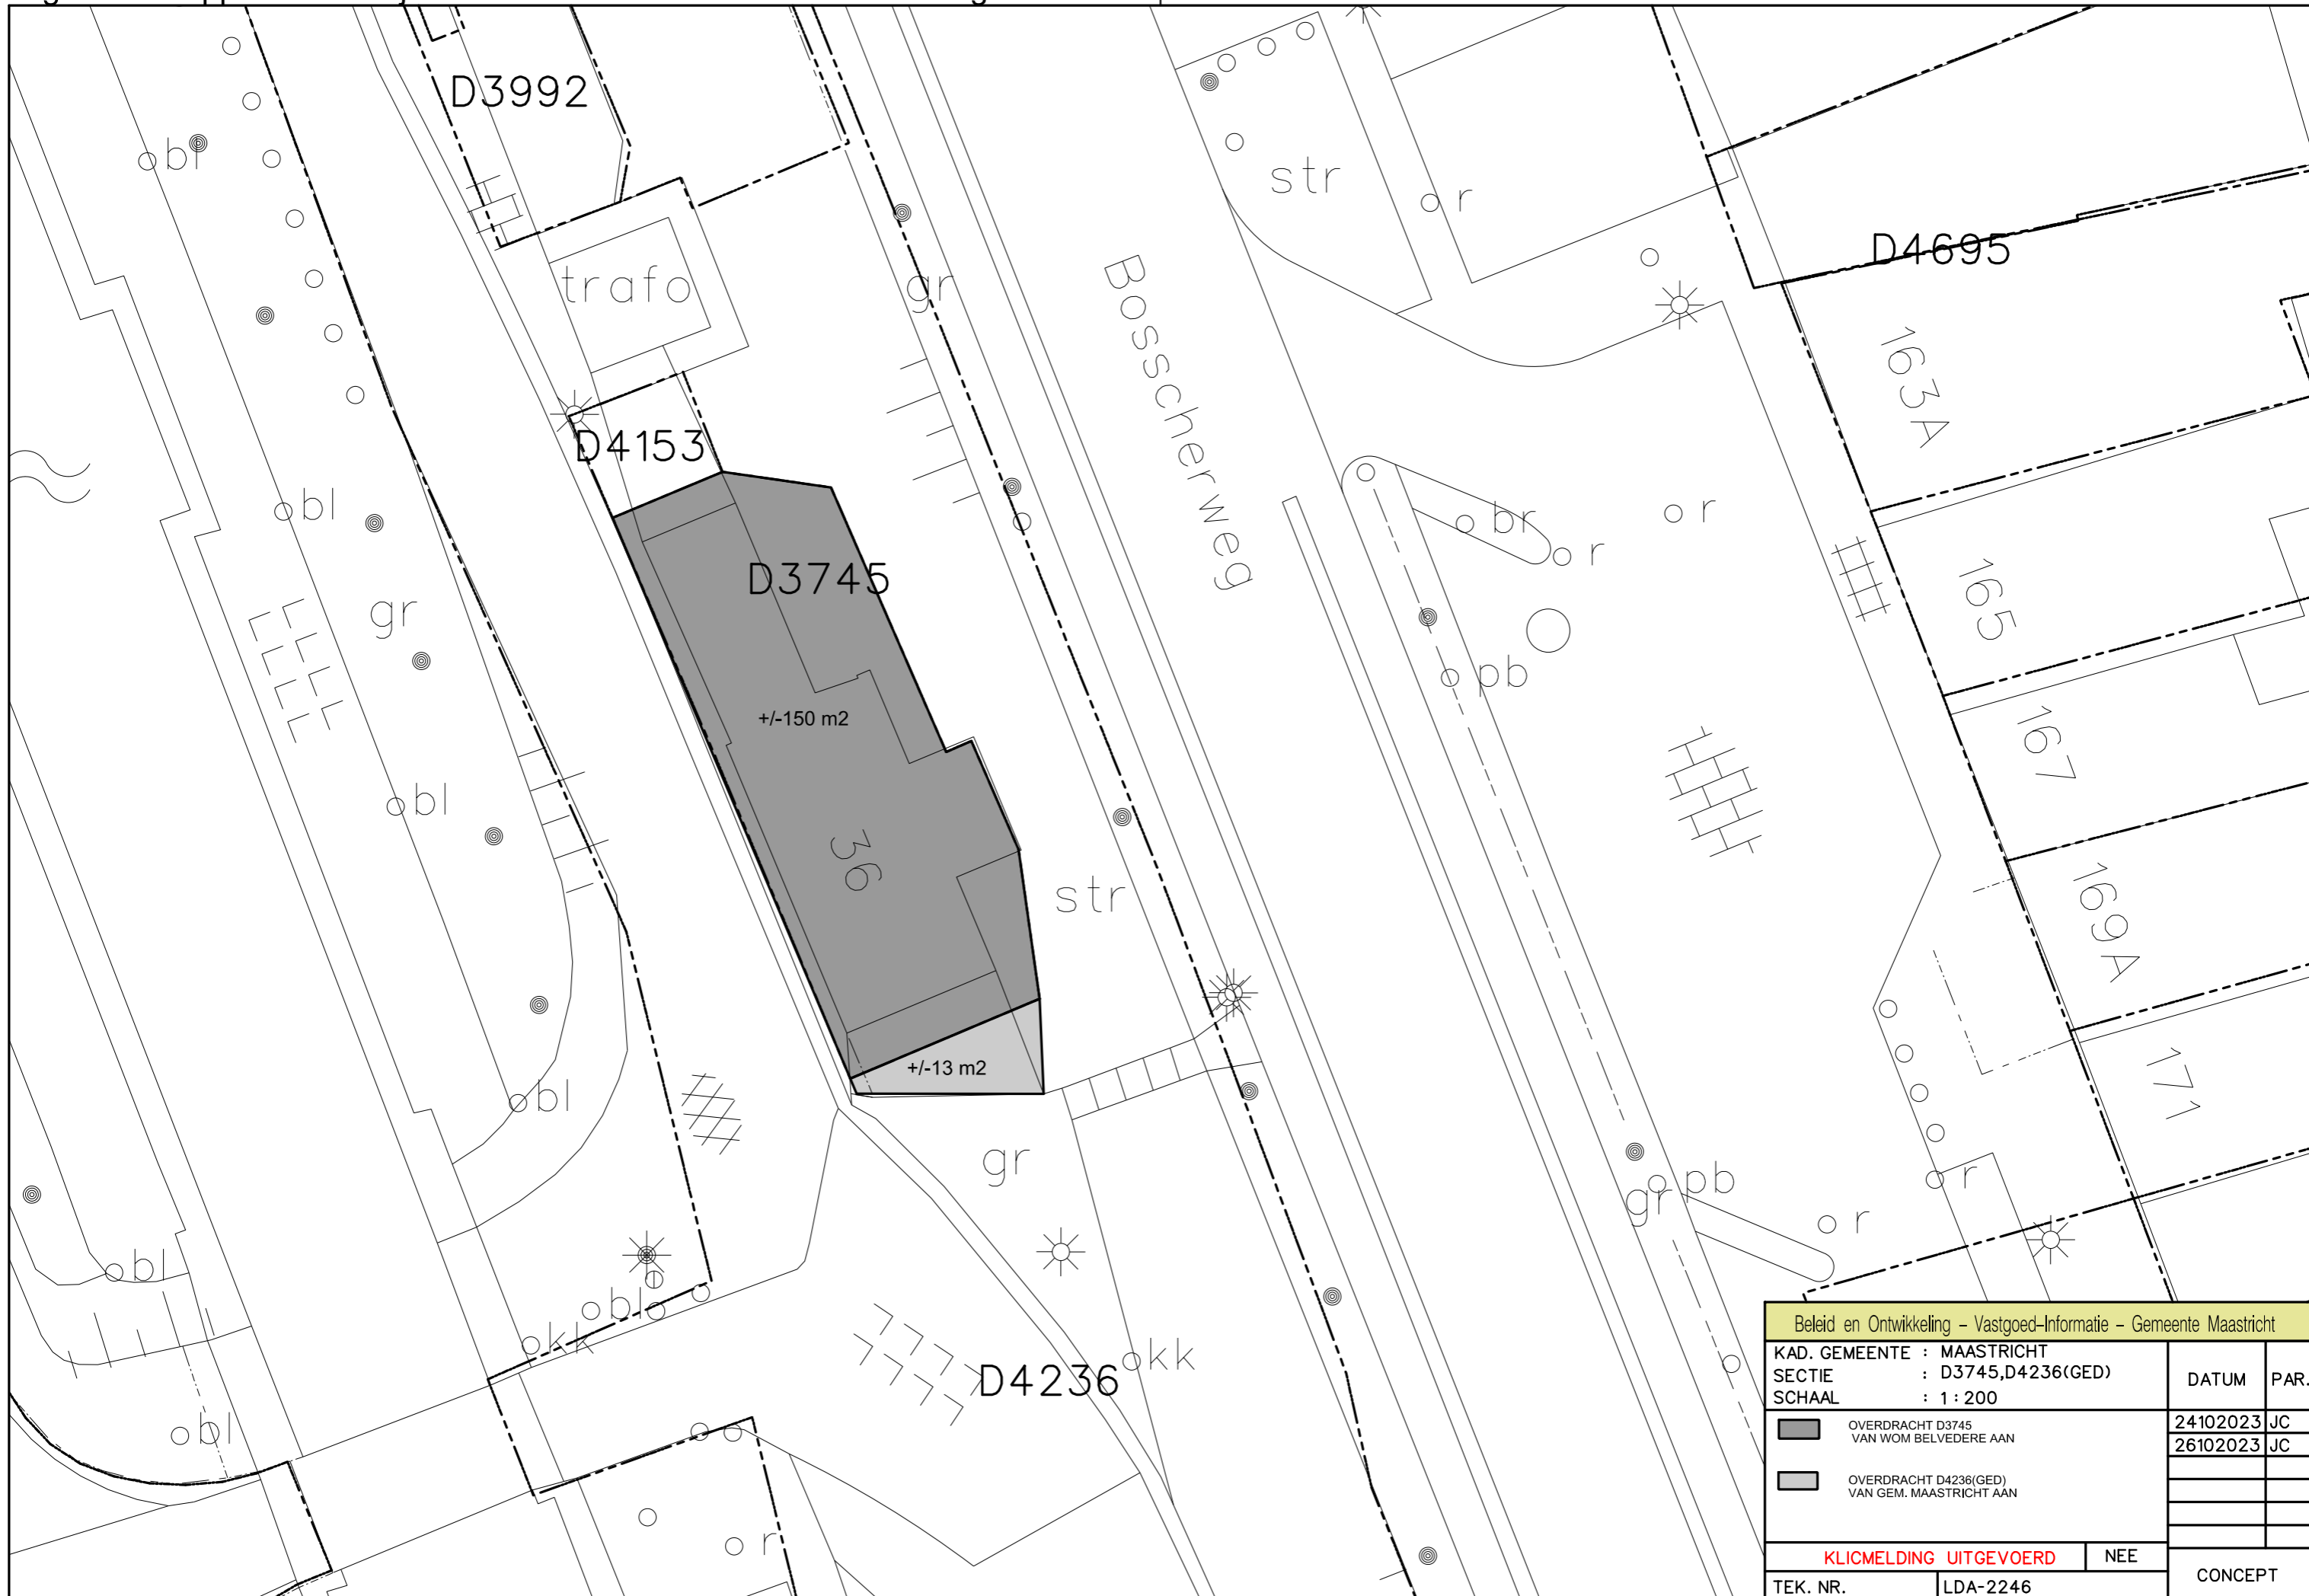 D3992
bl
str
r
trafo
gr
D4695
Bosscherweg
163A
D4153
bl
br
r
r
D3745
gr
165
pb
+/-150 m2
167
bl
36
str
169A
+/-13 m2
bl
171
gr
pb
gr
r
r
bl
bl
kk
kk
D4236
bl
r
Beleid en Ontwikkeling - Vastgoed-Informatie - Gemeente Maastricht
KAD. GEMEENTE : MAASTRICHT
SECTIE : D3745,D4236(GED)
SCHAAL : 1:200
DATUM PAR.
OVERDRACHT D3745
VAN WOM BELVEDERE AAN
24102023 JC
26102023 JC
OVERDRACHT D4236(GED)
VAN GEM. MAASTRICHT AAN
KLICMELDING UITGEVOERD NEE
CONCEPT
TEK. NR. LDA-2246